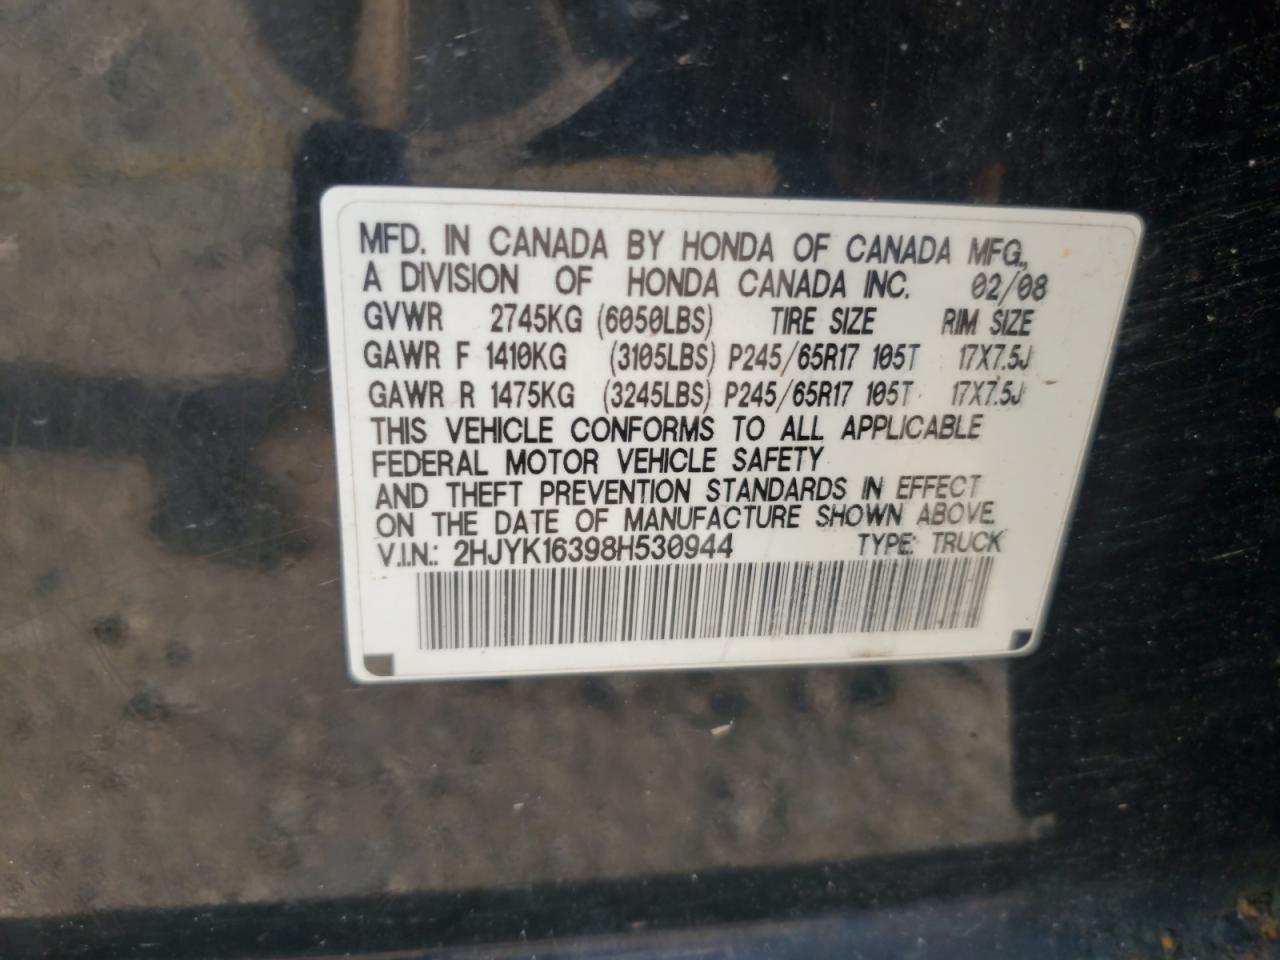 MFD. IN CANADA BY HONDA OF CANADA MFG.,
A DIVISION OF HONDA CANADA INC. 02/08
GVWR 2745KG (6050LBS) TIRE SIZE RIM SIZE
GAWR F 1410KG (3105LBS) P245/65R17 105T 17X7.5J
GAWR R 1475KG (3245LBS) P245/65R17 105T 17X7.5J
THIS VEHICLE CONFORMS TO ALL APPLICABLE
FEDERAL MOTOR VEHICLE SAFETY
AND THEFT PREVENTION STANDARDS IN EFFECT
ON THE DATE OF MANUFACTURE SHOWN ABOVE.
V.I.N.: 2HJYK16398H530944 TYPE: TRUCK